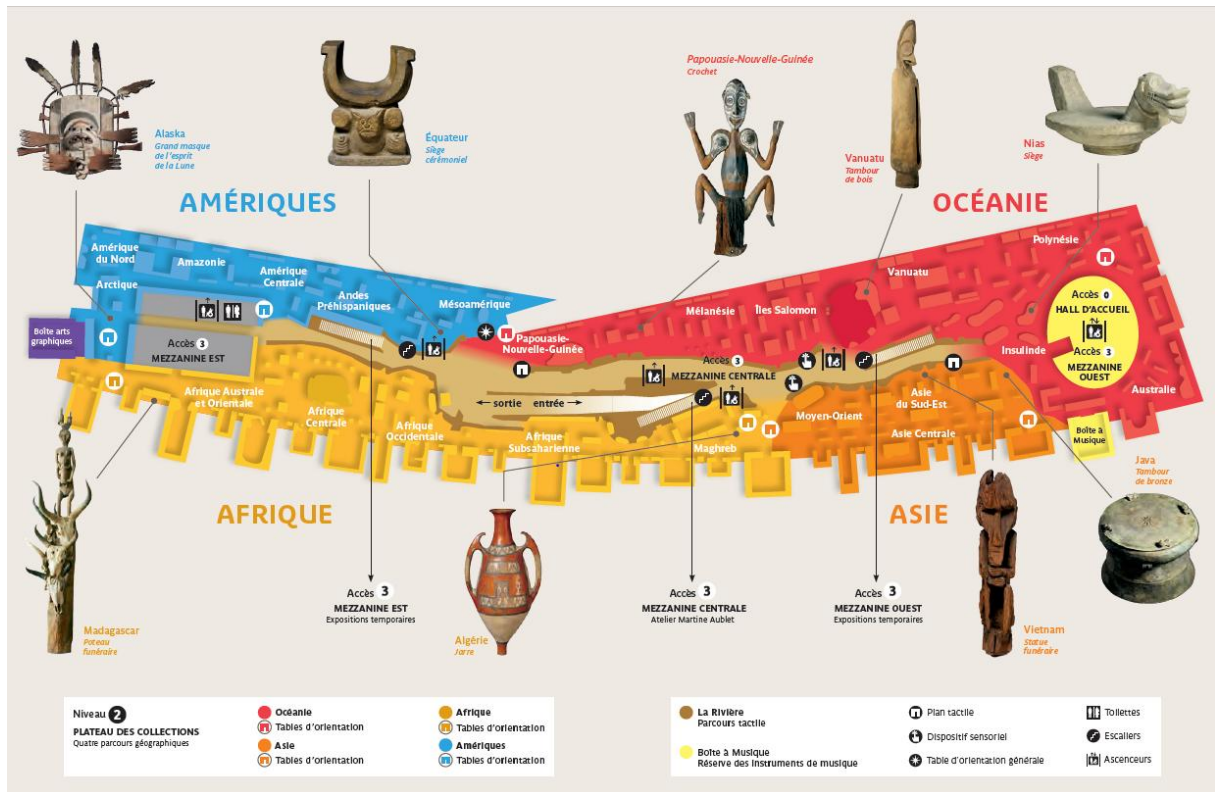 Papouasie-Nouvelle-Guinée
Crochet
Alaska
Grand masque
de l'esprit
de la Lune
Équateur
Siège
cérémoniel
Vanuatu
Tambour
de bois
Nias
Siège
AMÉRIQUES
OCÉANIE
Amérique
du Nord
Amazonie
Amérique
Centrale
Arctique
Andes
Préhispaniques
Mésoamérique
Polynésie
Vanuatu
Mélanésie
Îles Salomon
Papouasie-
Nouvelle-Guinée
Insulinde
Australie
Accès 0
HALL D'ACCUEIL
Accès 3
MEZZANINE
OUEST
Boîte arts
graphiques
Accès 3
MEZZANINE EST
Accès 3
MEZZANINE CENTRALE
← sortie entrée →
Afrique Australe
et Orientale
Afrique
Centrale
Afrique
Occidentale
Afrique
Subsaharienne
Maghreb
Moyen-Orient
Asie
du Sud-Est
Asie Centrale
Boîte à
Musique
AFRIQUE
ASIE
Java
Tambour
de bronze
Accès 3
MEZZANINE EST
Expositions temporaires
Accès 3
MEZZANINE CENTRALE
Atelier Martine Aublet
Accès 3
MEZZANINE OUEST
Expositions temporaires
Madagascar
Poteau
funéraire
Algérie
Jarre
Vietnam
Statue
funéraire
Niveau 2
PLATEAU DES COLLECTIONS
Quatre parcours géographiques
Océanie
Tables d'orientation
Asie
Tables d'orientation
Afrique
Tables d'orientation
Amériques
Tables d'orientation
La Rivière
Parcours tactile
Boîte à Musique
Réserve des instruments de musique
Plan tactile
Dispositif sensoriel
Table d'orientation générale
Toilettes
Escaliers
Ascenceurs